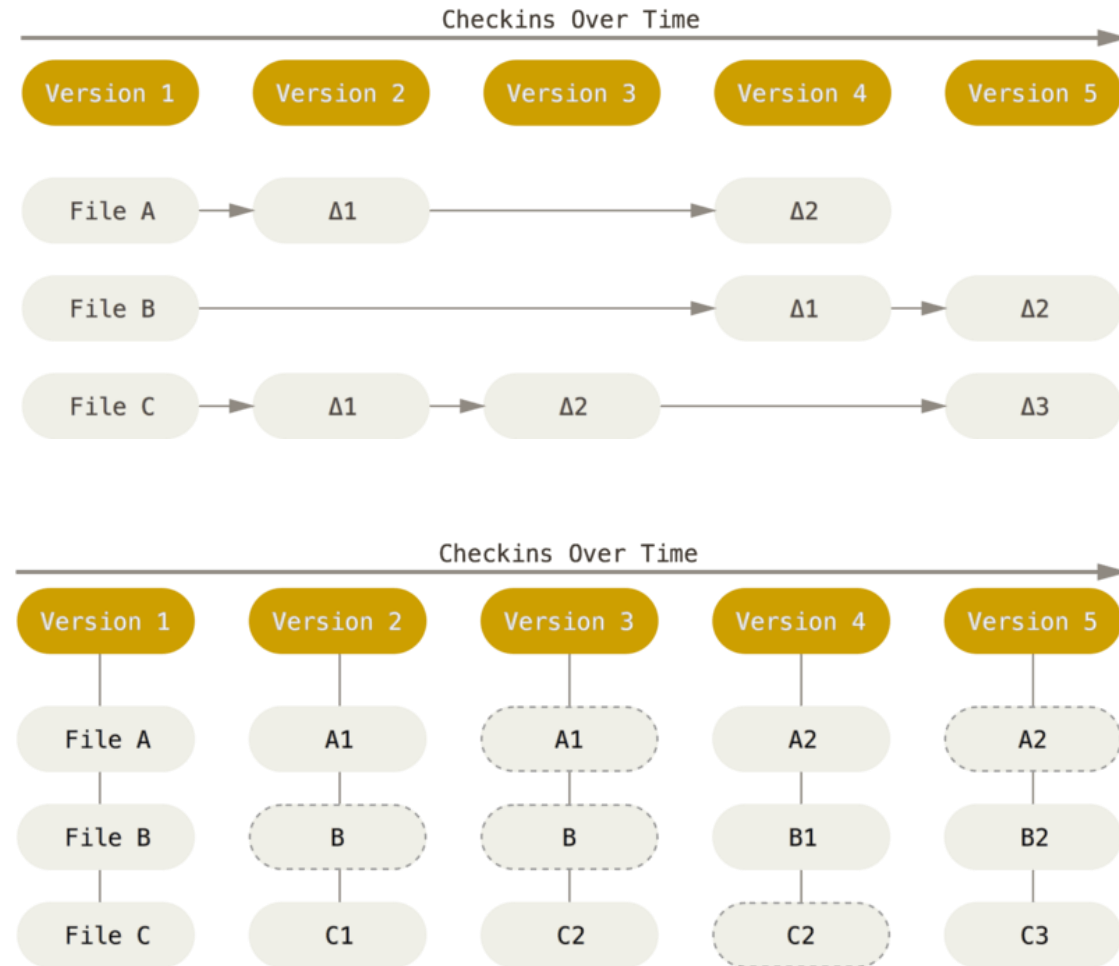 Checkins Over Time
Version 1 Version 2 Version 3 Version 4 Version 5
File A Δ1 Δ2
File B Δ1 Δ2
File C Δ1 Δ2 Δ3
Checkins Over Time
Version 1 Version 2 Version 3 Version 4 Version 5
File A A1 A1 A2 A2
File B B B B1 B2
File C C1 C2 C2 C3